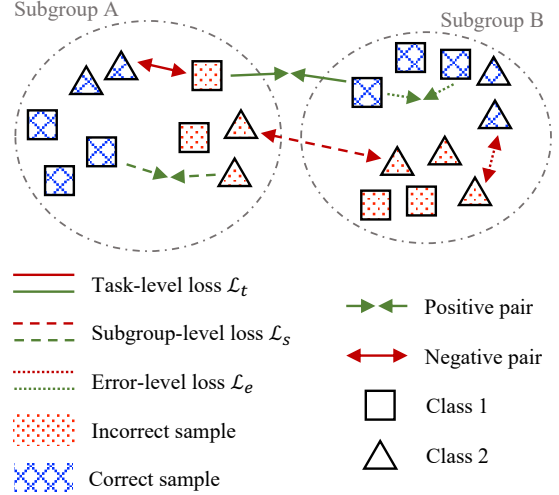 Subgroup A
Subgroup B
Task-level loss ℒ𝑡
Subgroup-level loss ℒ𝑠
Error-level loss ℒ𝑒
Incorrect sample
Correct sample
Positive pair
Negative pair
Class 1
Class 2